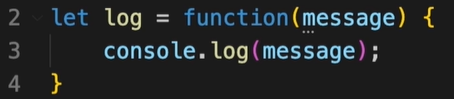 2 let log = function(message) {
3     console.log(message);
4 }